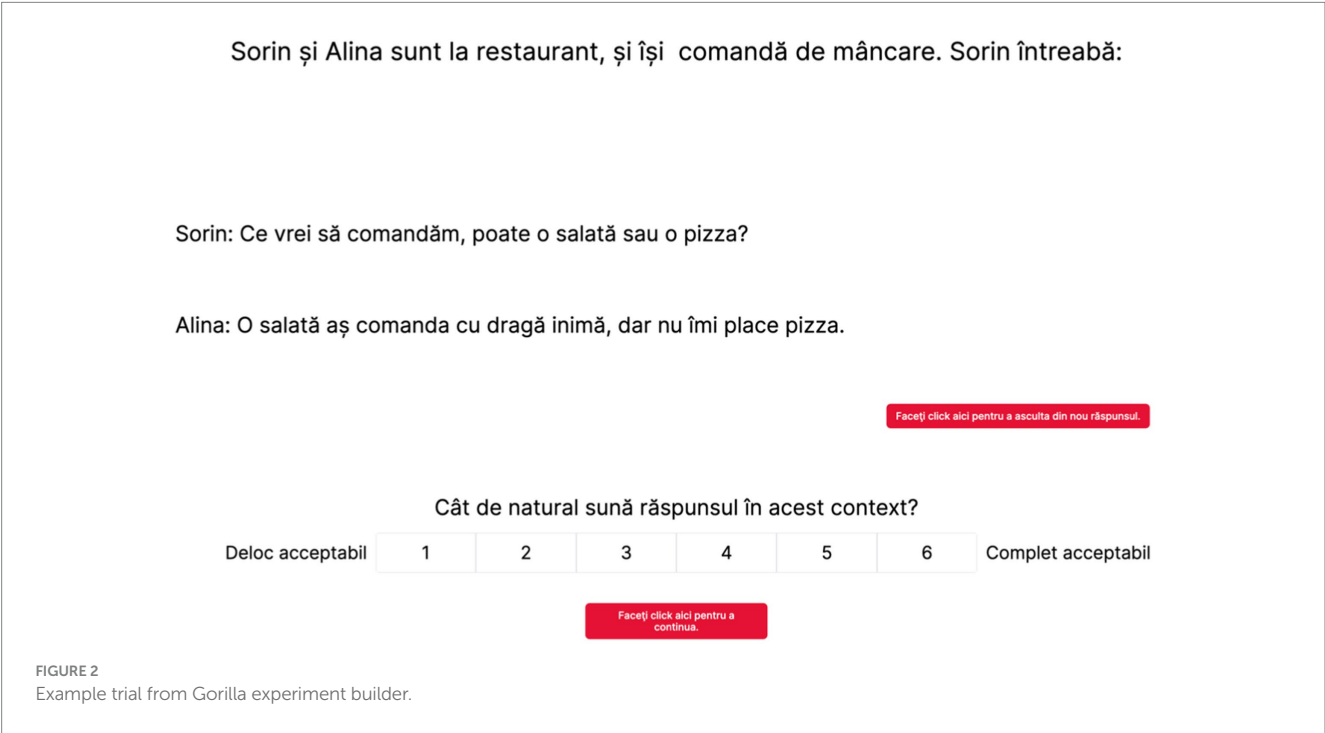 Sorin și Alina sunt la restaurant, și își  comandă de mâncare. Sorin întreabă:
Sorin: Ce vrei să comandăm, poate o salată sau o pizza?
Alina: O salată aș comanda cu dragă inimă, dar nu îmi place pizza.
Faceți click aici pentru a asculta din nou răspunsul.
Cât de natural sună răspunsul în acest context?
Deloc acceptabil 1 2 3 4 5 6 Complet acceptabil
Faceți click aici pentru a
continua.
FIGURE 2
Example trial from Gorilla experiment builder.